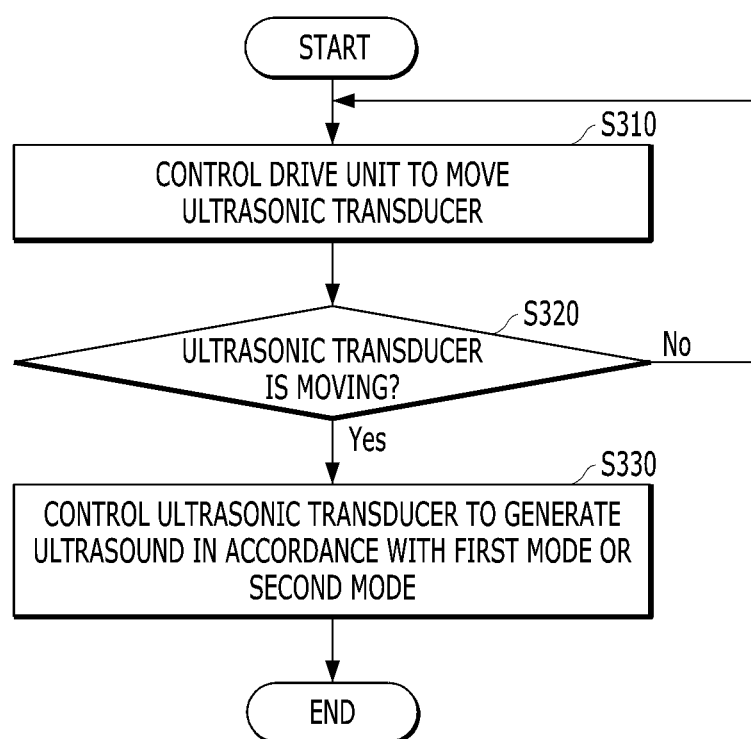 START
S310
CONTROL DRIVE UNIT TO MOVE
ULTRASONIC TRANSDUCER
S320
ULTRASONIC TRANSDUCER
IS MOVING?
No
Yes
S330
CONTROL ULTRASONIC TRANSDUCER TO GENERATE
ULTRASOUND IN ACCORDANCE WITH FIRST MODE OR
SECOND MODE
END